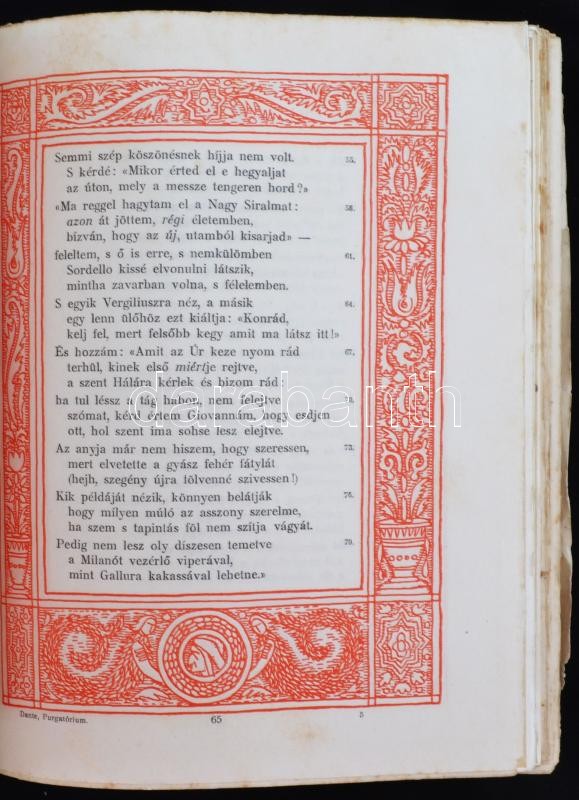 Semmi szép köszönésnek híjja nem volt. 55.
S kérdé: «Mikor érted el e hegyaljat
az úton, mely a messze tengeren hord?»
«Ma reggel hagytam el a Nagy Siralmat: 58.
azon át jöttem, régi életemben,
bízván, hogy az új, utamból kisarjad» —
feleltem, s ő is erre, s nemkülömben 61.
Sordello kissé elvonulni látszik,
mintha zavarban volna, s félelemben.
S egyik Vergiliuszra néz, a másik 64.
egy lenn ülőhöz ezt kiáltja: «Konrád,
kelj fel, mert felsőbb kegy amit ma látsz itt!»
És hozzám: «Amit az Úr keze nyom rád 67.
terhül, kinek első miértje rejtve,
a szent Hálára kérlek és bizom rád:
ha tul léssz a tág habon, nem felejtve 70.
szómat, kérd értem Giovannám, hogy esdjen
ott, hol szent ima sohse lesz elejtve.
Az anyja már nem hiszem, hogy szeressen, 73.
mert elvetette a gyász fehér fátylát
(hejh, szegény újra tölvenné szivessen!)
Kik példáját nézik, könnyen belátják 76.
hogy mílyen múló az asszony szerelme,
ha szem s tapintás föl nem szítja vágyát.
Pedig nem lesz oly díszesen temetve 79.
a Milanót vezérlő viperával,
mint Gallura kakassával lehetne.»
Dante, Purgatórium. 65 5
darabanth